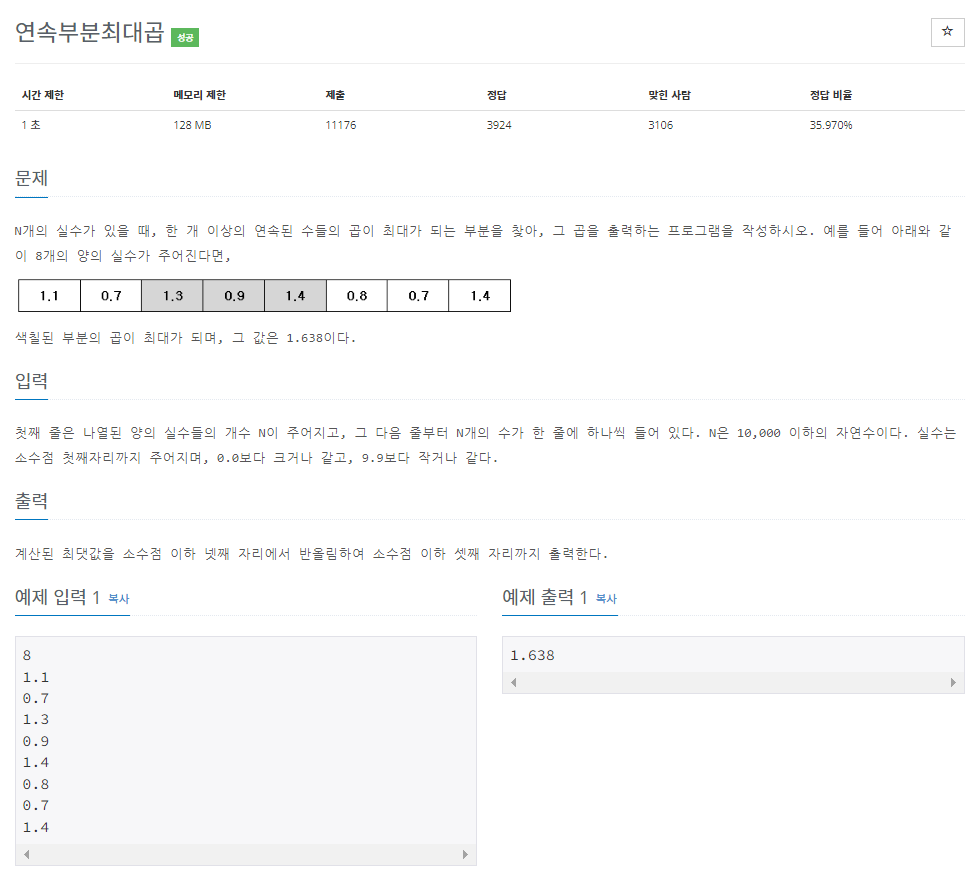 연속부분최대곱 성공
☆
시간 제한 메모리 제한 제출 정답 맞힌 사람 정답 비율
1 초 128 MB 11176 3924 3106 35.970%
문제
N개의 실수가 있을 때, 한 개 이상의 연속된 수들의 곱이 최대가 되는 부분을 찾아, 그 곱을 출력하는 프로그램을 작성하시오. 예를 들어 아래와 같
이 8개의 양의 실수가 주어진다면,
1.1 0.7 1.3 0.9 1.4 0.8 0.7 1.4
색칠된 부분의 곱이 최대가 되며, 그 값은 1.638이다.
입력
첫째 줄은 나열된 양의 실수들의 개수 N이 주어지고, 그 다음 줄부터 N개의 수가 한 줄에 하나씩 들어 있다. N은 10,000 이하의 자연수이다. 실수는
소수점 첫째자리까지 주어지며, 0.0보다 크거나 같고, 9.9보다 작거나 같다.
출력
계산된 최댓값을 소수점 이하 넷째 자리에서 반올림하여 소수점 이하 셋째 자리까지 출력한다.
예제 입력 1 복사
8
1.1
0.7
1.3
0.9
1.4
0.8
0.7
1.4
예제 출력 1 복사
1.638